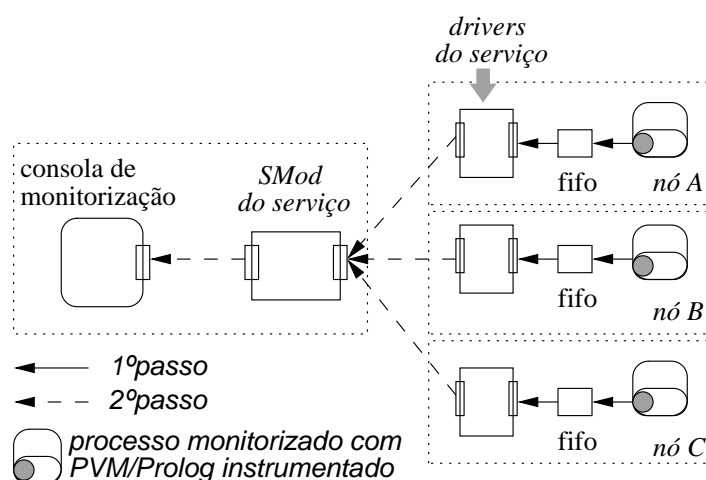 drivers
do serviço
consola de
monitorização
SMod
do serviço
fifo
nó A
fifo
nó B
fifo
nó C
1ºpasso
2ºpasso
processo monitorizado com
PVM/Prolog instrumentado